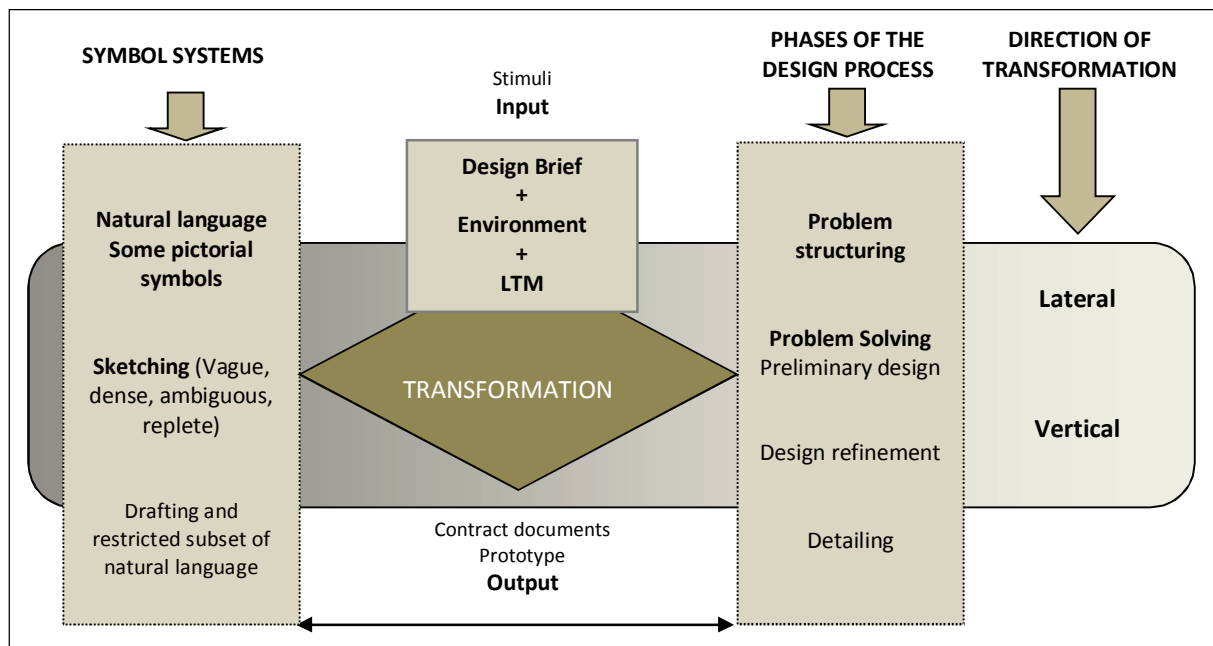 SYMBOL SYSTEMS
Natural language
Some pictorial
symbols
Sketching (Vague,
dense, ambiguous,
replete)
Drafting and
restricted subset of
natural language
Stimuli
Input
Design Brief
+
Environment
+
LTM
TRANSFORMATION
Contract documents
Prototype
Output
PHASES OF THE
DESIGN PROCESS
Problem
structuring
Problem Solving
Preliminary design
Design refinement
Detailing
DIRECTION OF
TRANSFORMATION
Lateral
Vertical